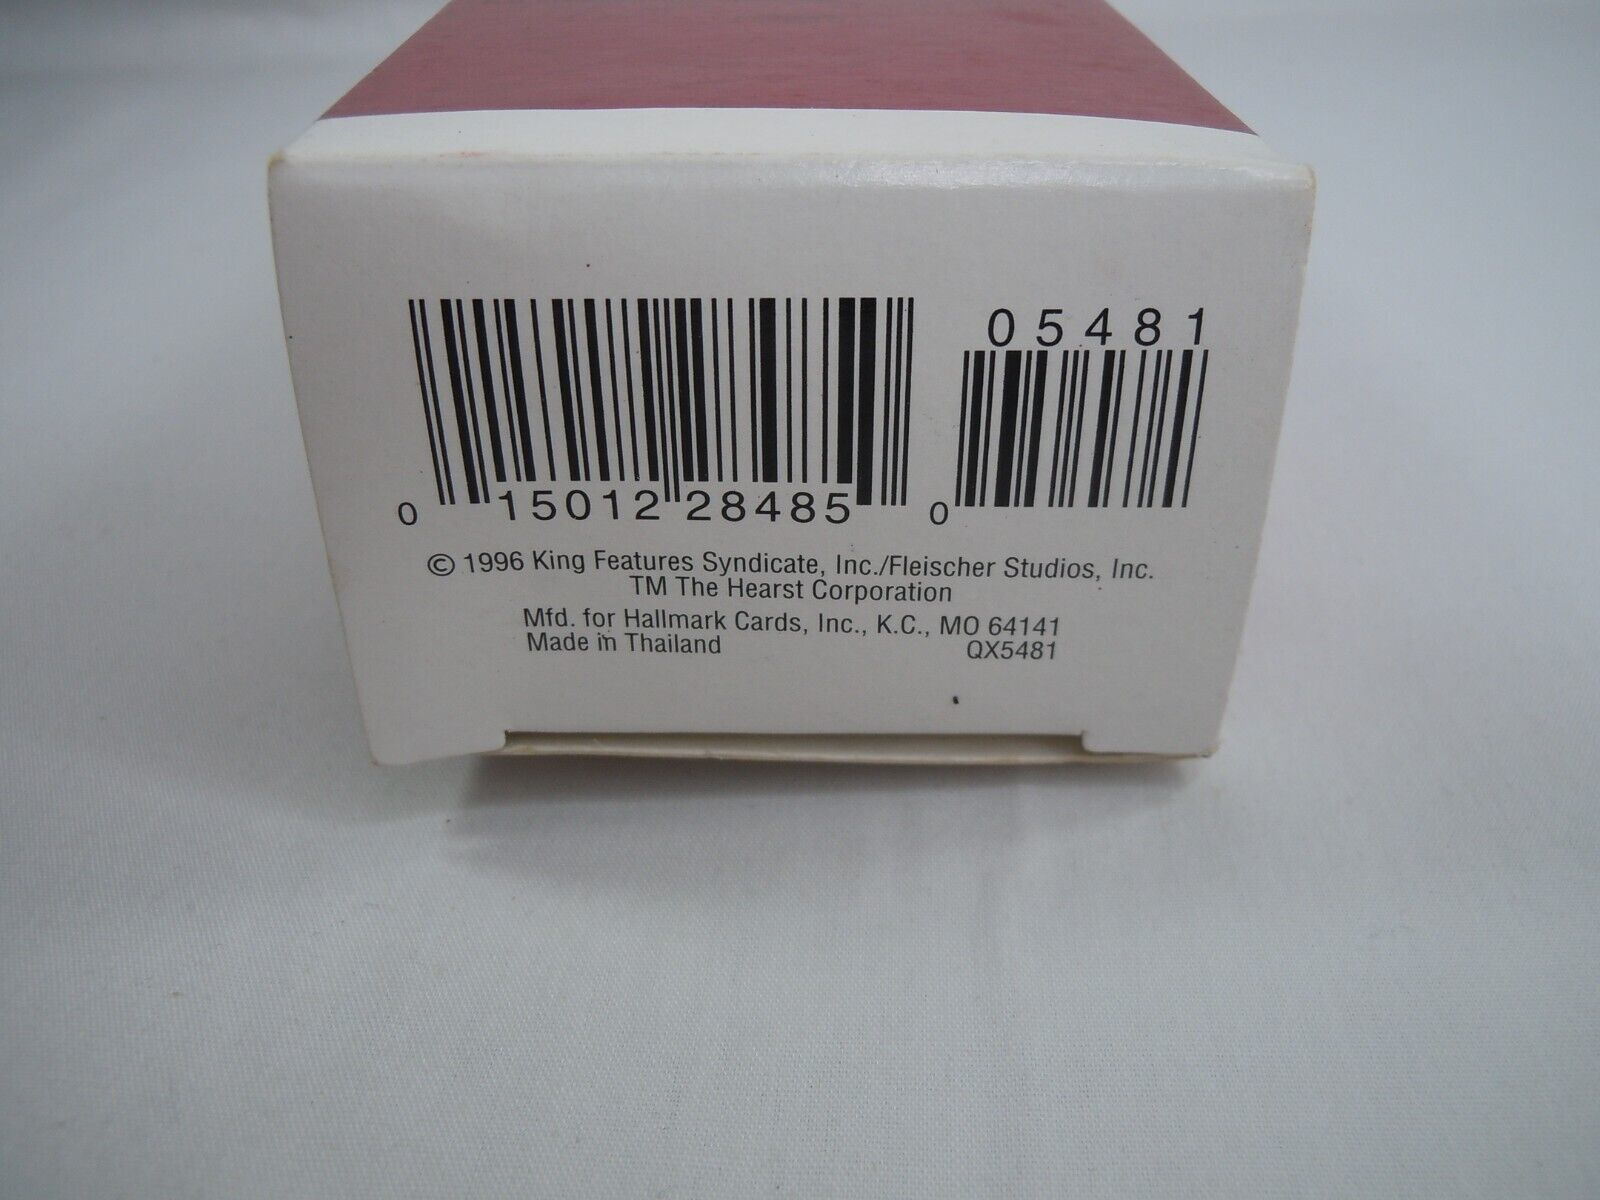 05481
0 15012 28485 0
© 1996 King Features Syndicate, Inc./Fleischer Studios, Inc.
TM The Hearst Corporation
Mfd. for Hallmark Cards, Inc., K.C., MO 64141
Made in Thailand QX5481